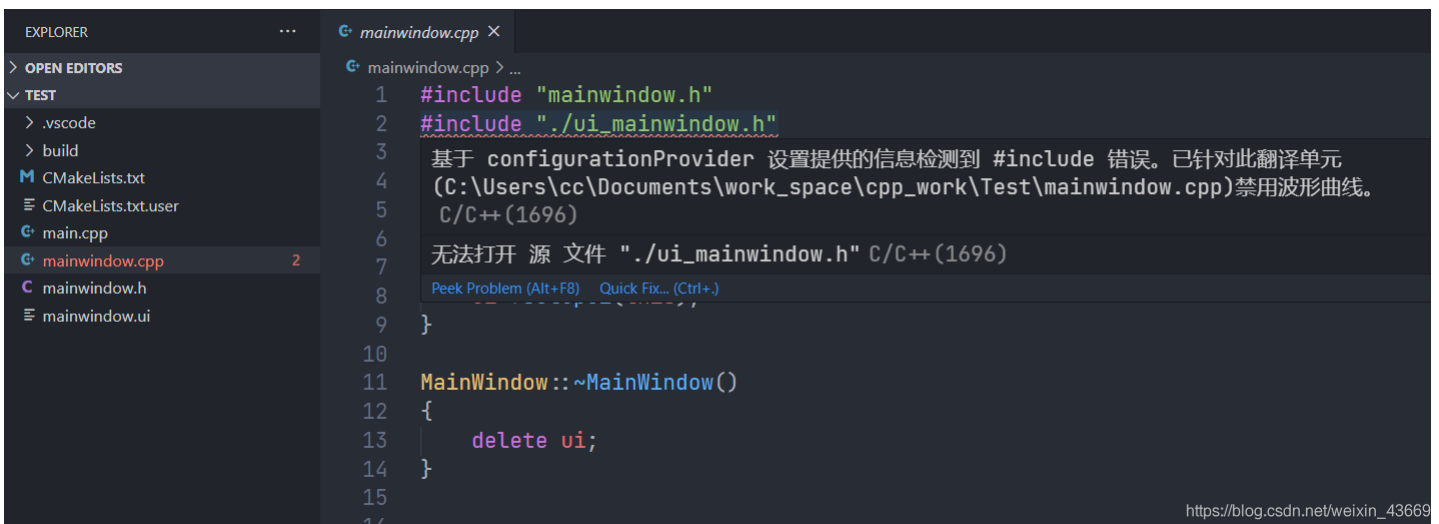 EXPLORER
···
mainwindow.cpp
OPEN EDITORS
mainwindow.cpp > ...
TEST
1 #include "mainwindow.h"
.vscode
2 #include "./ui_mainwindow.h"
build
3
基于 configurationProvider 设置提供的信息检测到 #include 错误。已针对此翻译单元
CMakeLists.txt
4
(C:\Users\cc\Documents\work_space\cpp_work\Test\mainwindow.cpp)禁用波形曲线。
CMakeLists.txt.user
5
C/C++(1696)
main.cpp
6
mainwindow.cpp 2
7
无法打开 源 文件 "./ui_mainwindow.h" C/C++(1696)
mainwindow.h
8
Peek Problem (Alt+F8) Quick Fix... (Ctrl+.)
mainwindow.ui
9 }
10
11 MainWindow::~MainWindow()
12 {
13 delete ui;
14 }
15
https://blog.csdn.net/weixin_43669